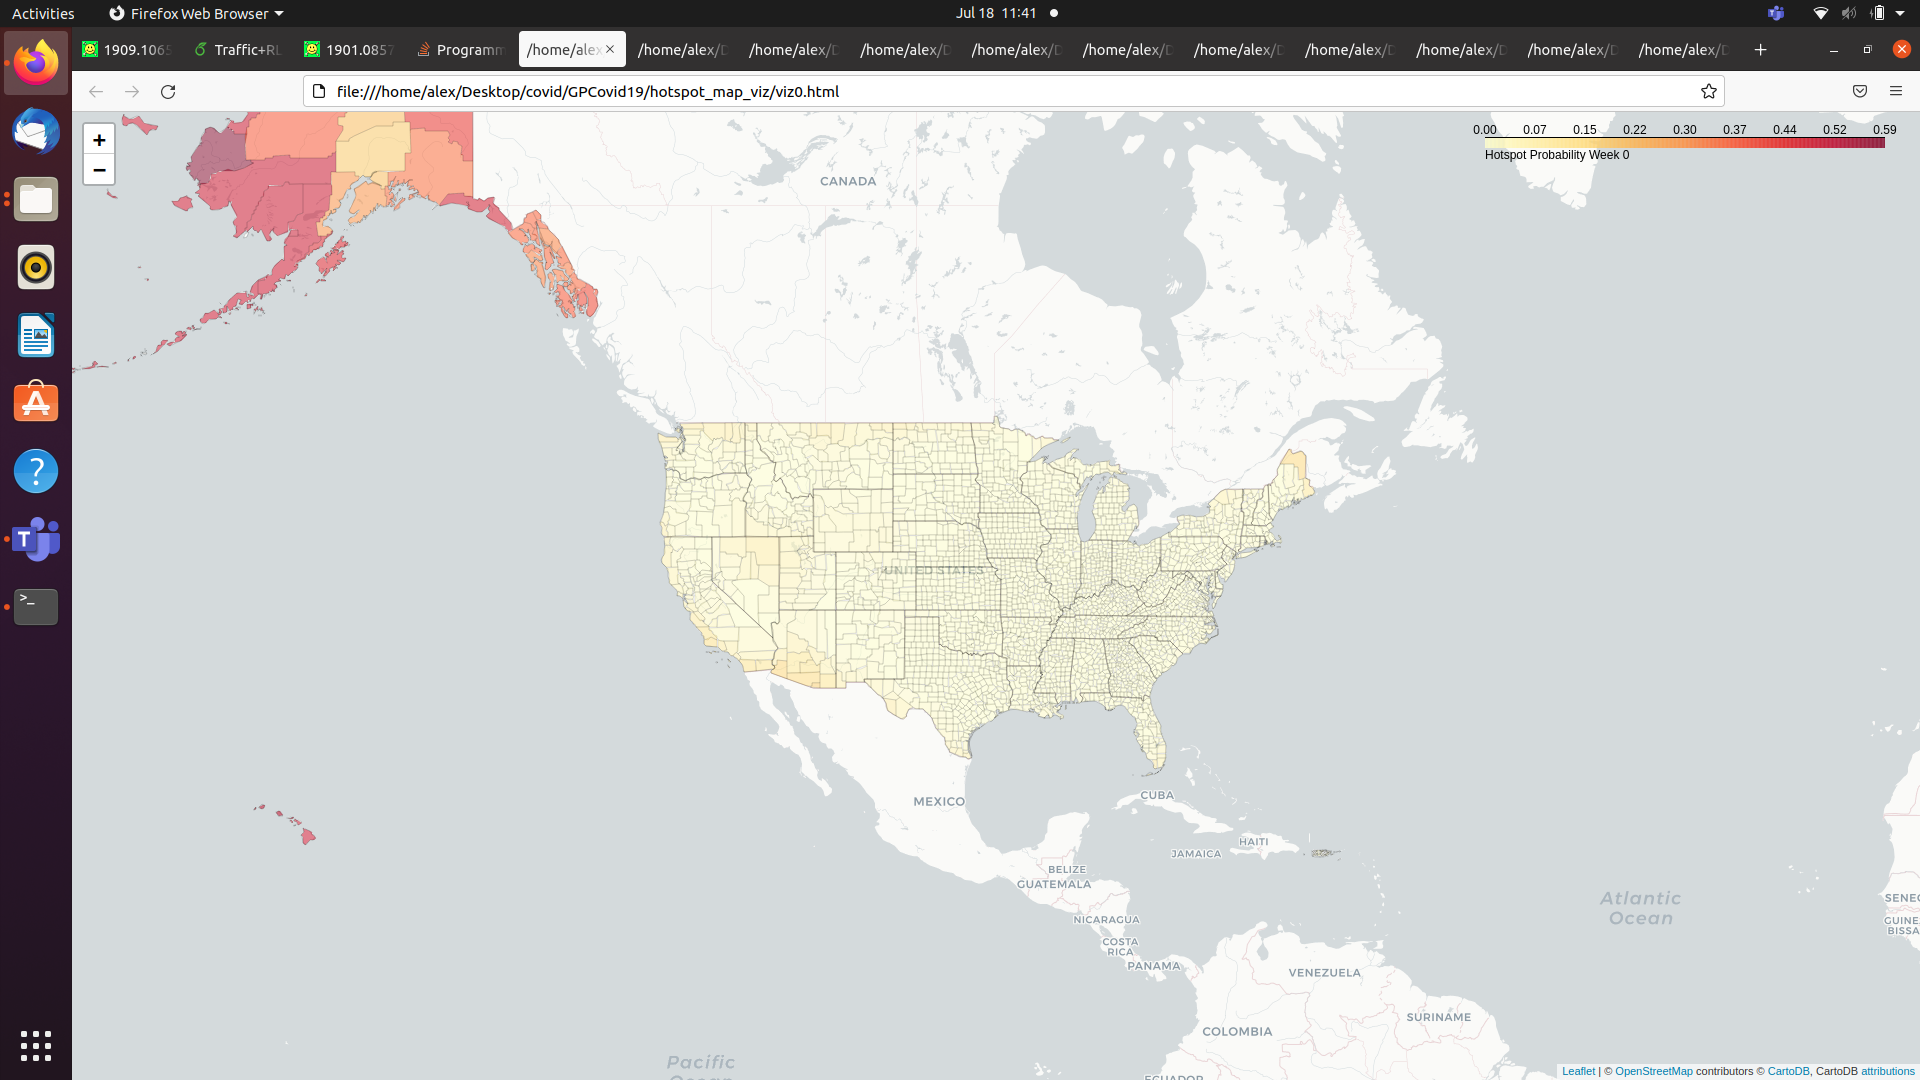 Activities
Firefox Web Browser
Jul 18 11:41
1909.1065
Traffic+RL
1901.0857
Programm
/home/alex
/home/alex/D
/home/alex/D
/home/alex/D
/home/alex/D
/home/alex/D
/home/alex/D
/home/alex/D
/home/alex/D
/home/alex/D
/home/alex/D
file:///home/alex/Desktop/covid/GPCovid19/hotspot_map_viz/viz0.html
+
−
0.00 0.07 0.15 0.22 0.30 0.37 0.44 0.52 0.59
Hotspot Probability Week 0
CANADA
UNITED STATES
MEXICO
CUBA
HAITI
JAMAICA
BELIZE
GUATEMALA
NICARAGUA
COSTA
RICA
PANAMA
VENEZUELA
SURINAME
COLOMBIA
ECUADOR
Atlantic
Ocean
SENEG
GUINE
BISSA
Pacific
Ocean
Leaflet | © OpenStreetMap contributors © CartoDB, CartoDB attributions